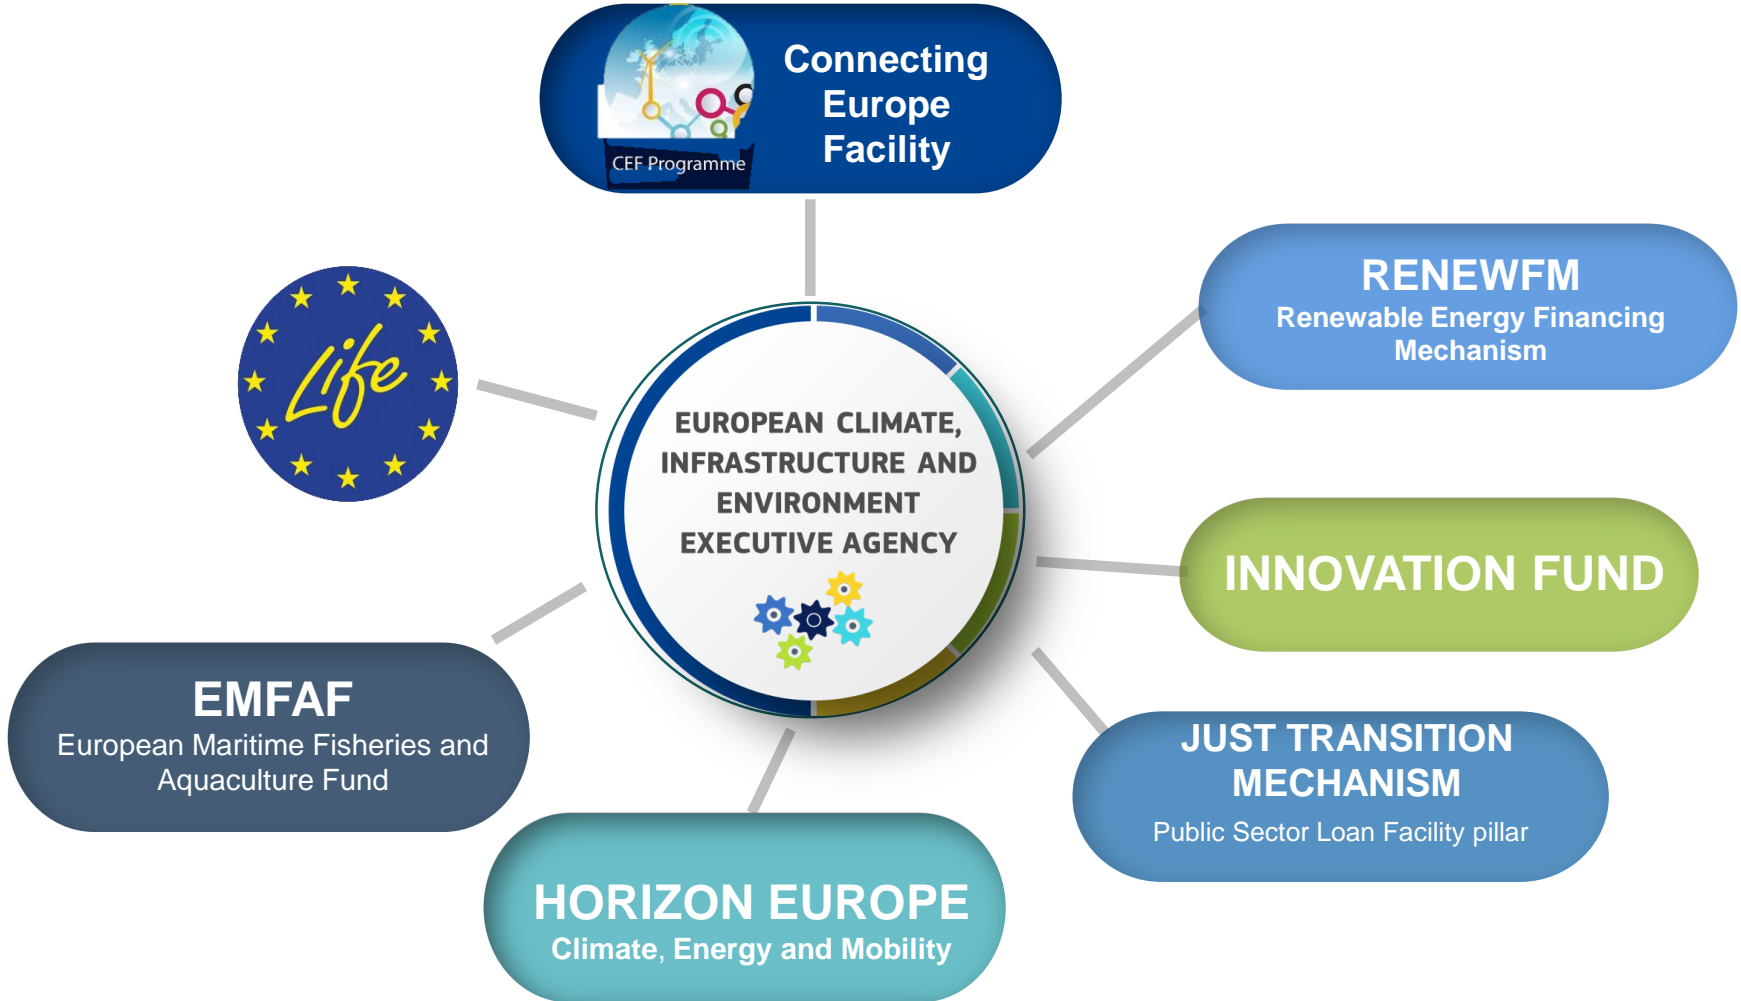 Connecting
Europe
Facility
CEF Programme
RENEWFM
Renewable Energy Financing
Mechanism
Life
EUROPEAN CLIMATE,
INFRASTRUCTURE AND
ENVIRONMENT
EXECUTIVE AGENCY
INNOVATION FUND
EMFAF
European Maritime Fisheries and
Aquaculture Fund
JUST TRANSITION
MECHANISM
Public Sector Loan Facility pillar
HORIZON EUROPE
Climate, Energy and Mobility